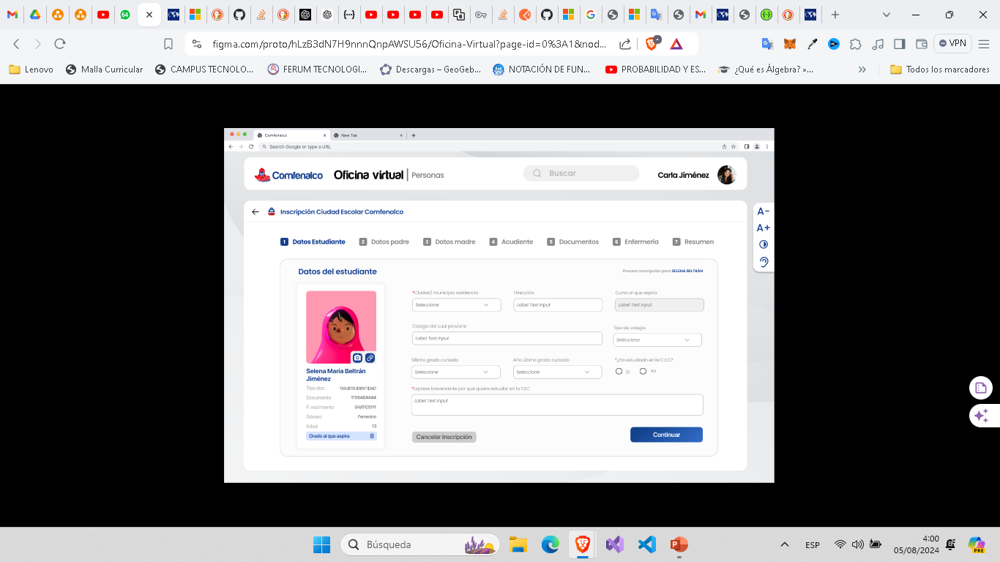 64
figma.com/proto/hLzB3dN7H9nnnQnpAWSU56/Oficina-Virtual?page-id=0%3A1&nod...
VPN
Lenovo
Malla Curricular
CAMPUS TECNOLO...
FERUM TECNOLOGI...
Descargas – GeoGeb...
NOTACIÓN DE FUN...
PROBABILIDAD Y ES...
¿Qué es Álgebra? »...
Todos los marcadores
Comfenalco
New Tab
Search Google or type a URL
Comfenalco
Oficina virtual | Personas
Buscar
Carla Jiménez
Inscripción Ciudad Escolar Comfenalco
A-
A+
1 Datos Estudiante
2 Datos padre
3 Datos madre
4 Acudiente
5 Documentos
6 Enfermería
7 Resumen
Datos del estudiante
Proceso inscripción para SELENA BELTRÁN
*Ciudad/ municipio residencia
Dirección
Curso al que aspira
Seleccione
Label Text Input
Label Text Input
Colegio del cual proviene
Tipo de colegio
Label Text Input
Seleccione
Último grado cursado
Año último grado cursado
*¿Ha estudiado en la C.E.C?
Seleccione
Seleccione
SI
NO
*Exprese brevemente por qué quiere estudiar en la CEC
Label Text Input
Selena María Beltrán
Jiménez
Tipo doc. TARJETA IDENTIDAD
Documento 1105464444
F. nacimiento 04/01/2011
Género Femenino
Edad 13
Grado al que aspira 8
Cancelar inscripción
Continuar
Búsqueda
ESP
4:00
05/08/2024
PRE